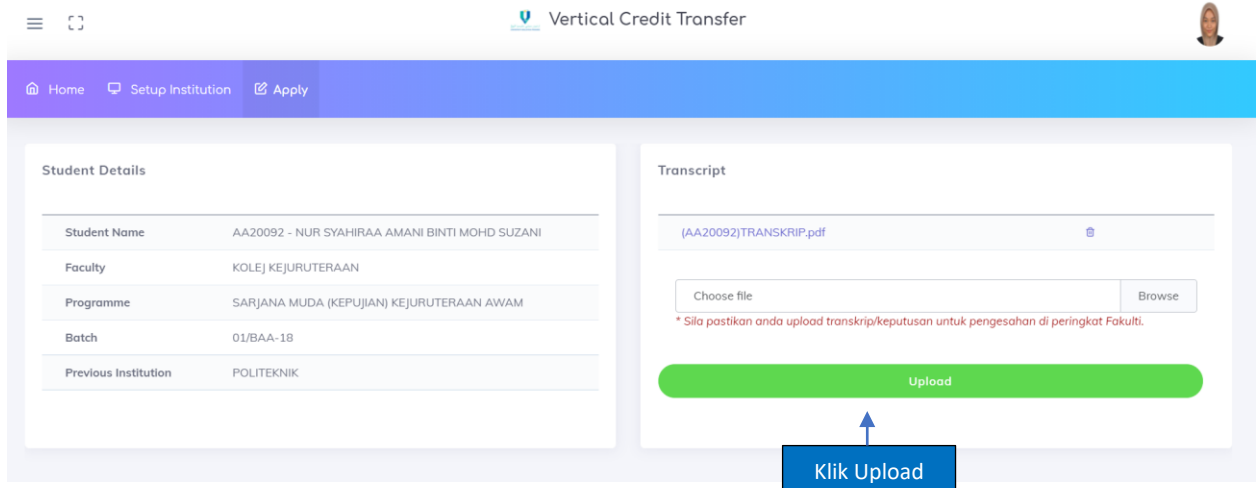 Vertical Credit Transfer
Home Setup Institution Apply
Student Details
Student Name AA20092 - NUR SYAHIRAA AMANI BINTI MOHD SUZANI
Faculty KOLEJ KEJURUTERAAN
Programme SARJANA MUDA (KEPUJIAN) KEJURUTERAAN AWAM
Batch 01/BAA-18
Previous Institution POLITEKNIK
Transcript
(AA20092)TRANSKRIP.pdf
Choose file Browse
* Sila pastikan anda upload transkrip/keputusan untuk pengesahan di peringkat Fakulti.
Upload
Klik Upload